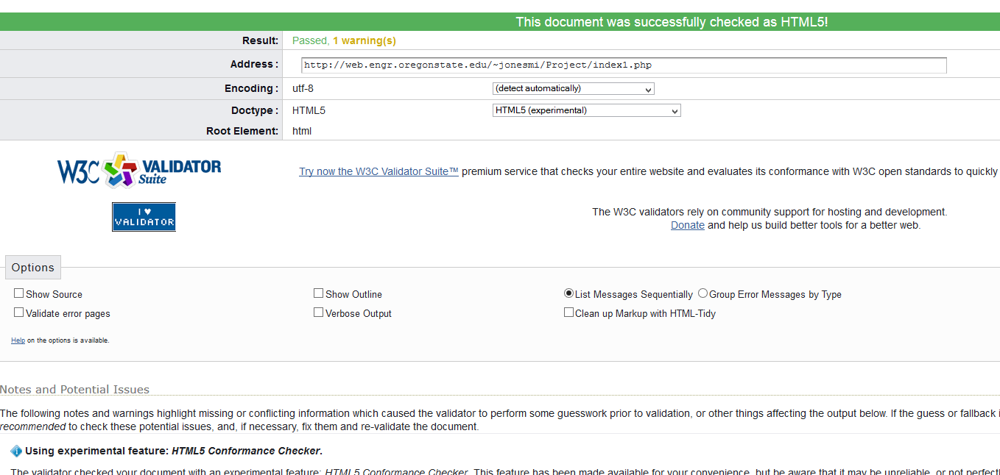 This document was successfully checked as HTML5!
Result: Passed, 1 warning(s)
Address : http://web.engr.oregonstate.edu/~jonesmi/Project/index1.php
Encoding : utf-8 (detect automatically)
Doctype : HTML5 HTML5 (experimental)
Root Element: html
W3C VALIDATOR Suite
Try now the W3C Validator Suite™ premium service that checks your entire website and evaluates its conformance with W3C open standards to quickly
I ♥ VALIDATOR
The W3C validators rely on community support for hosting and development.
Donate and help us build better tools for a better web.
Options
Show Source Show Outline List Messages Sequentially Group Error Messages by Type
Validate error pages Verbose Output Clean up Markup with HTML-Tidy
Help on the options is available.
Notes and Potential Issues
The following notes and warnings highlight missing or conflicting information which caused the validator to perform some guesswork prior to validation, or other things affecting the output below. If the guess or fallback i
recommended to check these potential issues, and, if necessary, fix them and re-validate the document.
Using experimental feature: HTML5 Conformance Checker.
The validator checked your document with an experimental feature: HTML5 Conformance Checker. This feature has been made available for your convenience, but be aware that it may be unreliable, or not perfectl